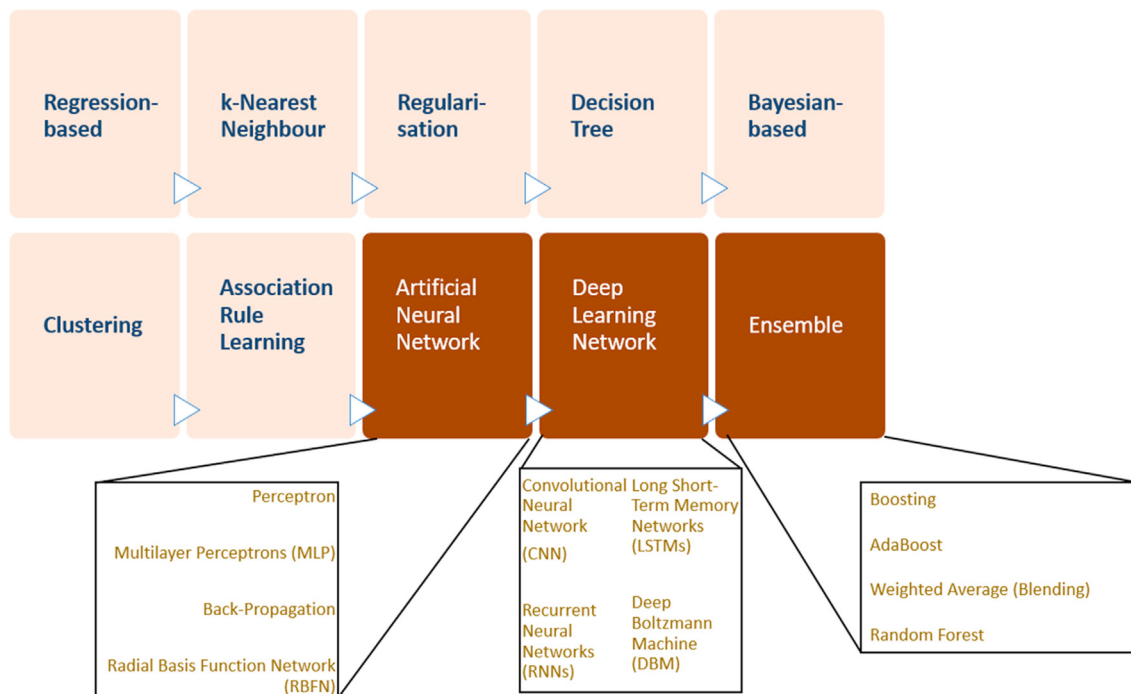 Regression-
based
k-Nearest
Neighbour
Regulari-
sation
Decision
Tree
Bayesian-
based
Clustering
Association
Rule
Learning
Artificial
Neural
Network
Deep
Learning
Network
Ensemble
Perceptron
Multilayer Perceptrons (MLP)
Back-Propagation
Radial Basis Function Network
(RBFN)
Convolutional
Neural
Network
(CNN)
Long Short-
Term Memory
Networks
(LSTMs)
Recurrent
Neural
Networks
(RNNs)
Deep
Boltzmann
Machine
(DBM)
Boosting
AdaBoost
Weighted Average (Blending)
Random Forest